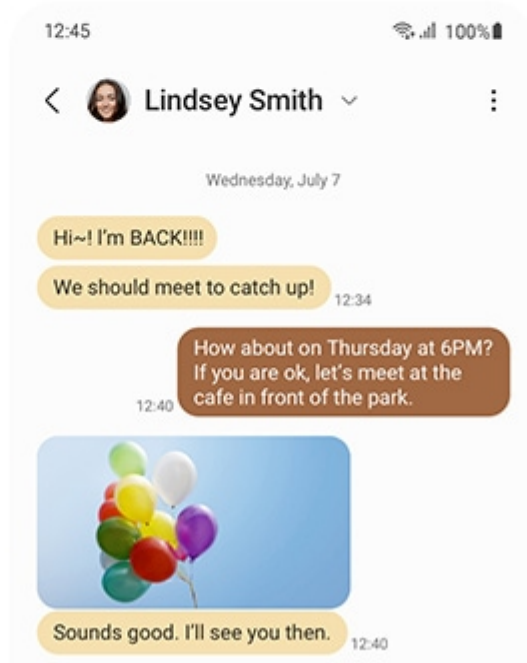 12:45
100%
Lindsey Smith
Wednesday, July 7
Hi~! I'm BACK!!!!
We should meet to catch up!
12:34
How about on Thursday at 6PM?
If you are ok, let's meet at the
cafe in front of the park.
12:40
Sounds good. I'll see you then.
12:40